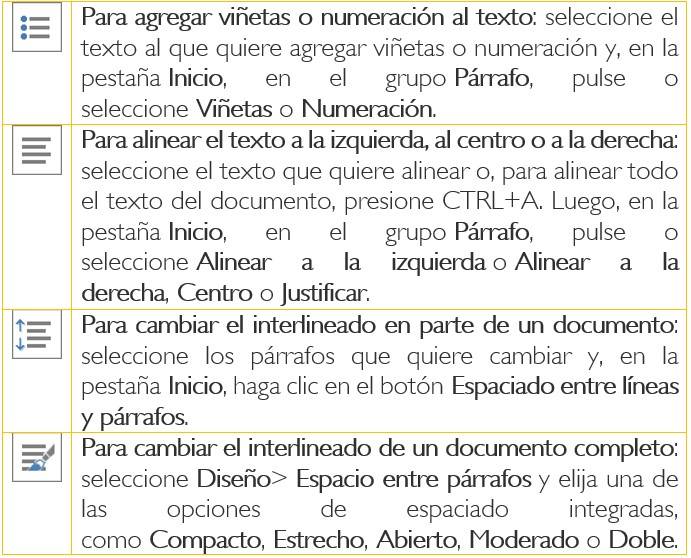 Para agregar viñetas o numeración al texto: seleccione el
texto al que quiere agregar viñetas o numeración y, en la
pestaña Inicio, en el grupo Párrafo, pulse o
seleccione Viñetas o Numeración.
Para alinear el texto a la izquierda, al centro o a la derecha:
seleccione el texto que quiere alinear o, para alinear todo
el texto del documento, presione CTRL+A. Luego, en la
pestaña Inicio, en el grupo Párrafo, pulse o
seleccione Alinear a la izquierda o Alinear a la
derecha, Centro o Justificar.
Para cambiar el interlineado en parte de un documento:
seleccione los párrafos que quiere cambiar y, en la
pestaña Inicio, haga clic en el botón Espaciado entre líneas
y párrafos.
Para cambiar el interlineado de un documento completo:
seleccione Diseño> Espacio entre párrafos y elija una de
las opciones de espaciado integradas,
como Compacto, Estrecho, Abierto, Moderado o Doble.